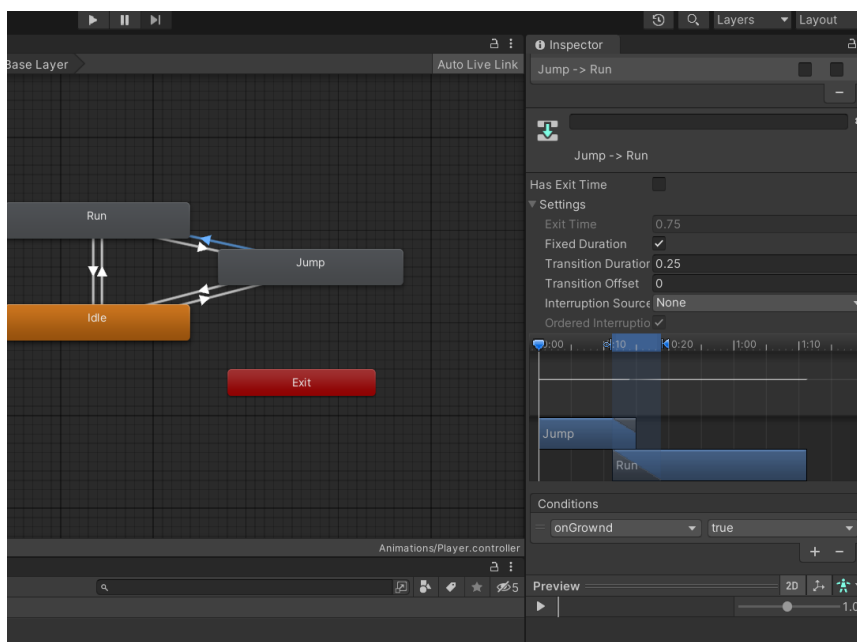 Layers
Layout
Base Layer
Auto Live Link
Run
Jump
Idle
Exit
Animations/Player.controller
5
Inspector
Jump -> Run
Jump -> Run
Has Exit Time
Settings
Exit Time 0.75
Fixed Duration
Transition Duration 0.25
Transition Offset 0
Interruption Source None
Ordered Interruptio
0:00 :10 0:20 1:00 1:10
Jump
Run
Conditions
onGrownd true
Preview 2D
1.0